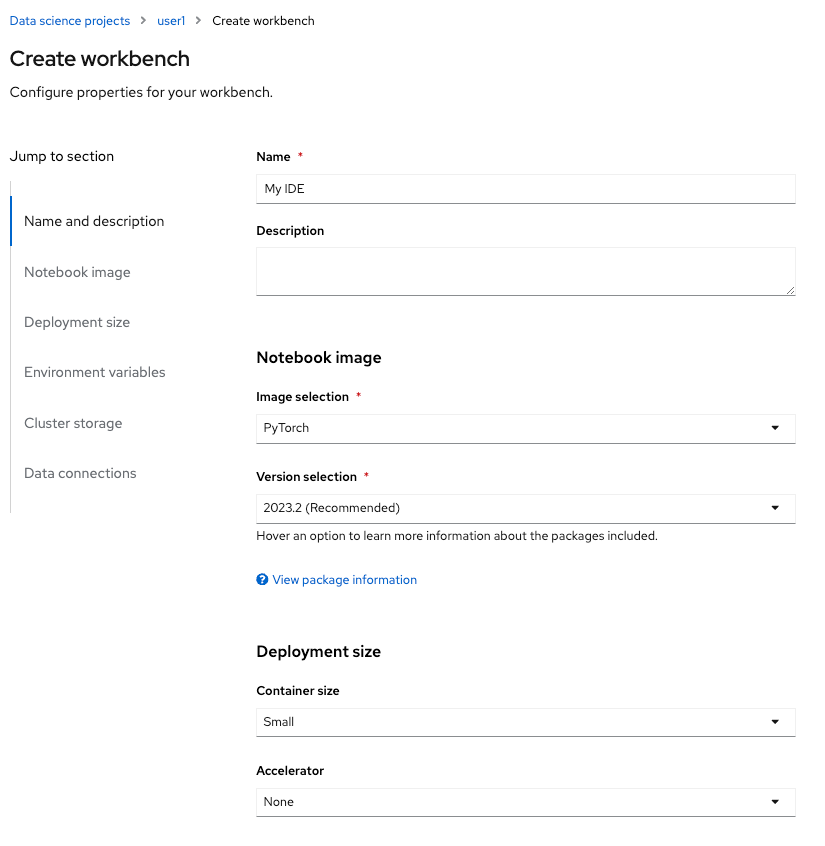 Data science projects > user1 > Create workbench
Create workbench
Configure properties for your workbench.
Jump to section
Name and description
Notebook image
Deployment size
Environment variables
Cluster storage
Data connections
Name *
My IDE
Description
Notebook image
Image selection *
PyTorch
Version selection *
2023.2 (Recommended)
Hover an option to learn more information about the packages included.
View package information
Deployment size
Container size
Small
Accelerator
None